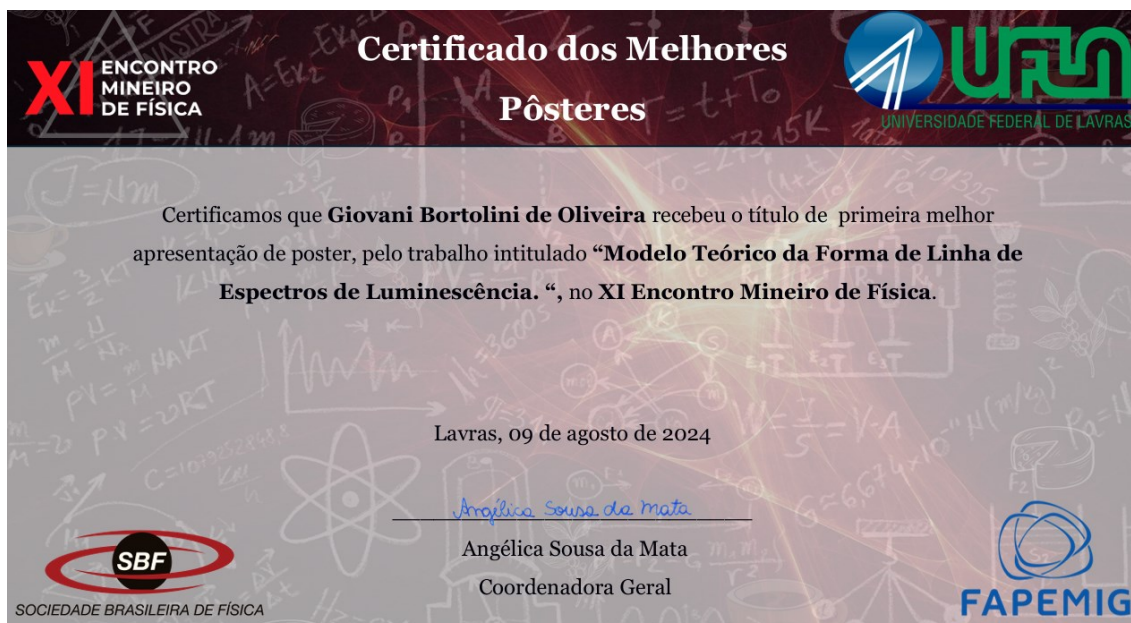 XI ENCONTRO
MINEIRO
DE FÍSICA
Certificado dos Melhores
Pôsteres
UFLA
UNIVERSIDADE FEDERAL DE LAVRAS
Certificamos que Giovani Bortolini de Oliveira recebeu o título de primeira melhor
apresentação de poster, pelo trabalho intitulado “Modelo Teórico da Forma de Linha de
Espectros de Luminescência. “, no XI Encontro Mineiro de Física.
Lavras, 09 de agosto de 2024
Angélica Sousa da Mata
Angélica Sousa da Mata
Coordenadora Geral
SBF
SOCIEDADE BRASILEIRA DE FÍSICA
FAPEMIG